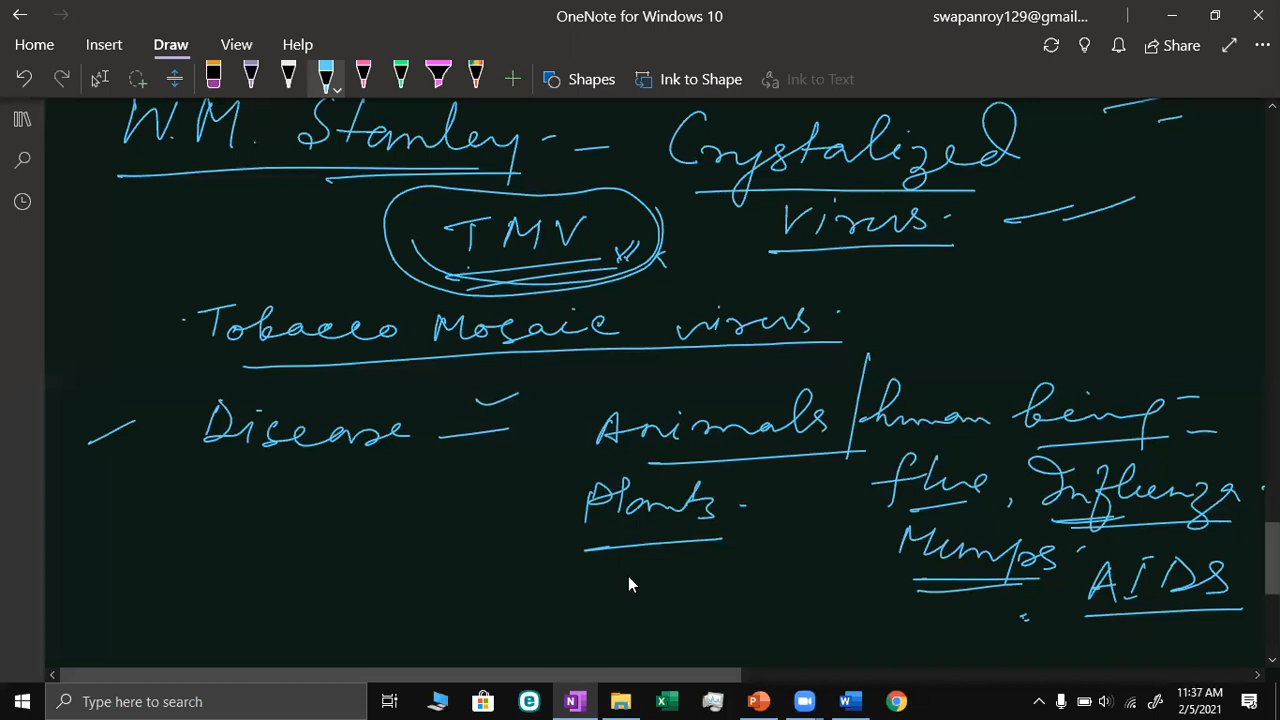 OneNote for Windows 10
swapanroy129@gmail...
Home Insert Draw View Help
Share
Shapes Ink to Shape Ink to Text
W.M. Stanley - Crystalized
TMV Virus.
Tobacco Mosaic virus.
Disease - Animals/human being =
Plants. flue, Influenza.
Mumps. AIDS
Type here to search
11:37 AM
2/5/2021